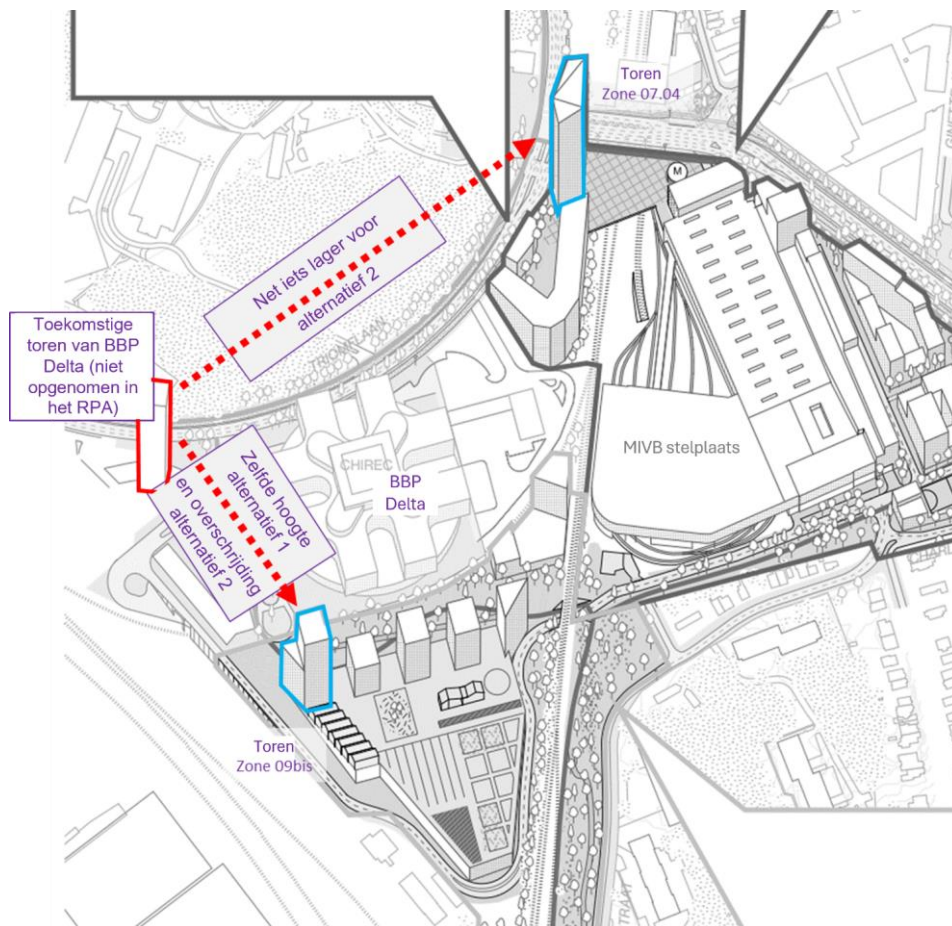 Toren
Zone 07.04
M
Net iets lager voor
alternatief 2
Toekomstige
toren van BBP
Delta (niet
opgenomen in
het RPA)
TRIOMFLAAN
Zelfde hoogte
alternatief 1
en overschrijding
alternatief 2
CHIREC
BBP
Delta
MIVB stelplaats
Toren
Zone 09bis
STRAAT